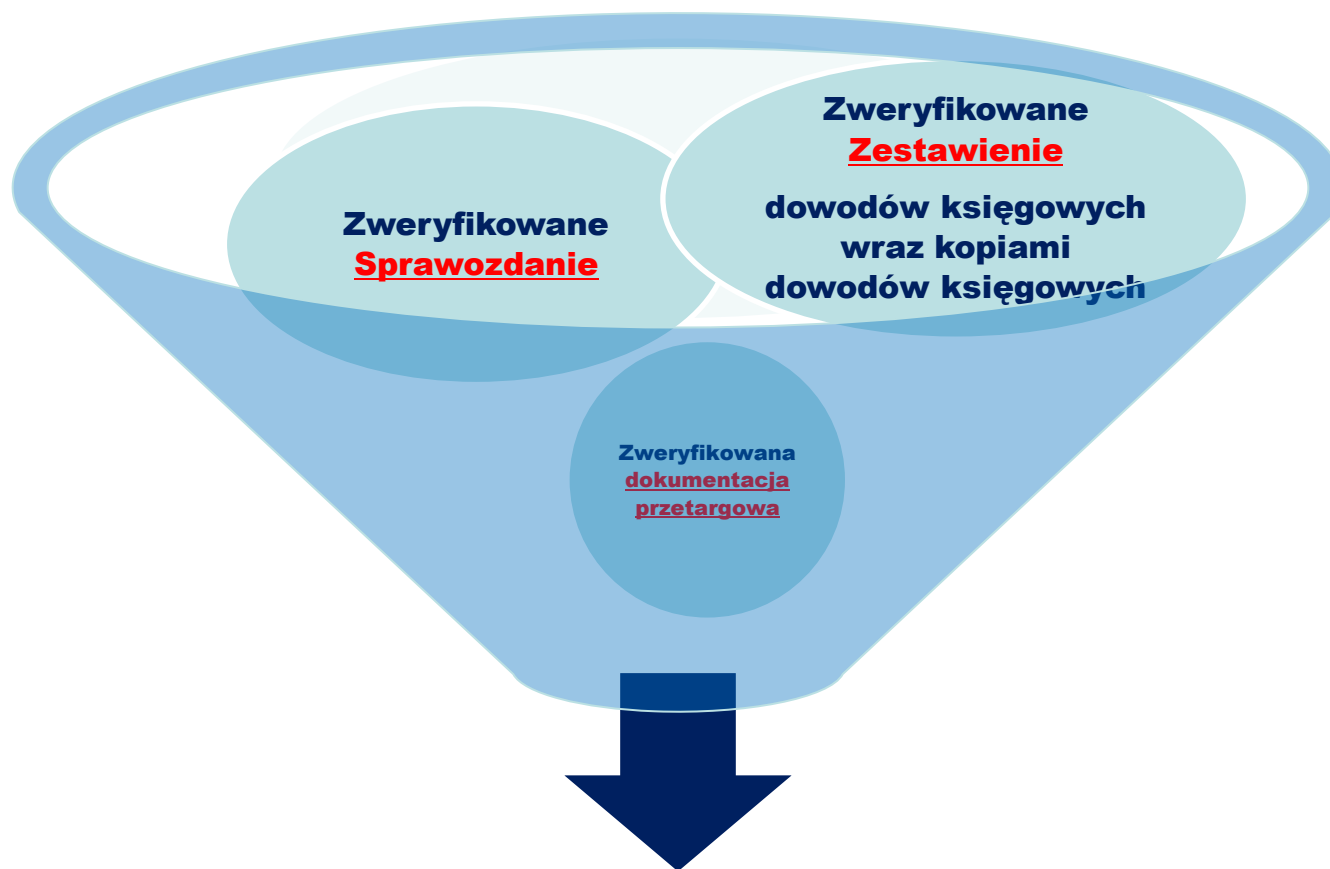 Zweryfikowane
Sprawozdanie
Zweryfikowane
Zestawienie
dowodów księgowych
wraz kopiami
dowodów księgowych
Zweryfikowana
dokumentacja
przetargowa